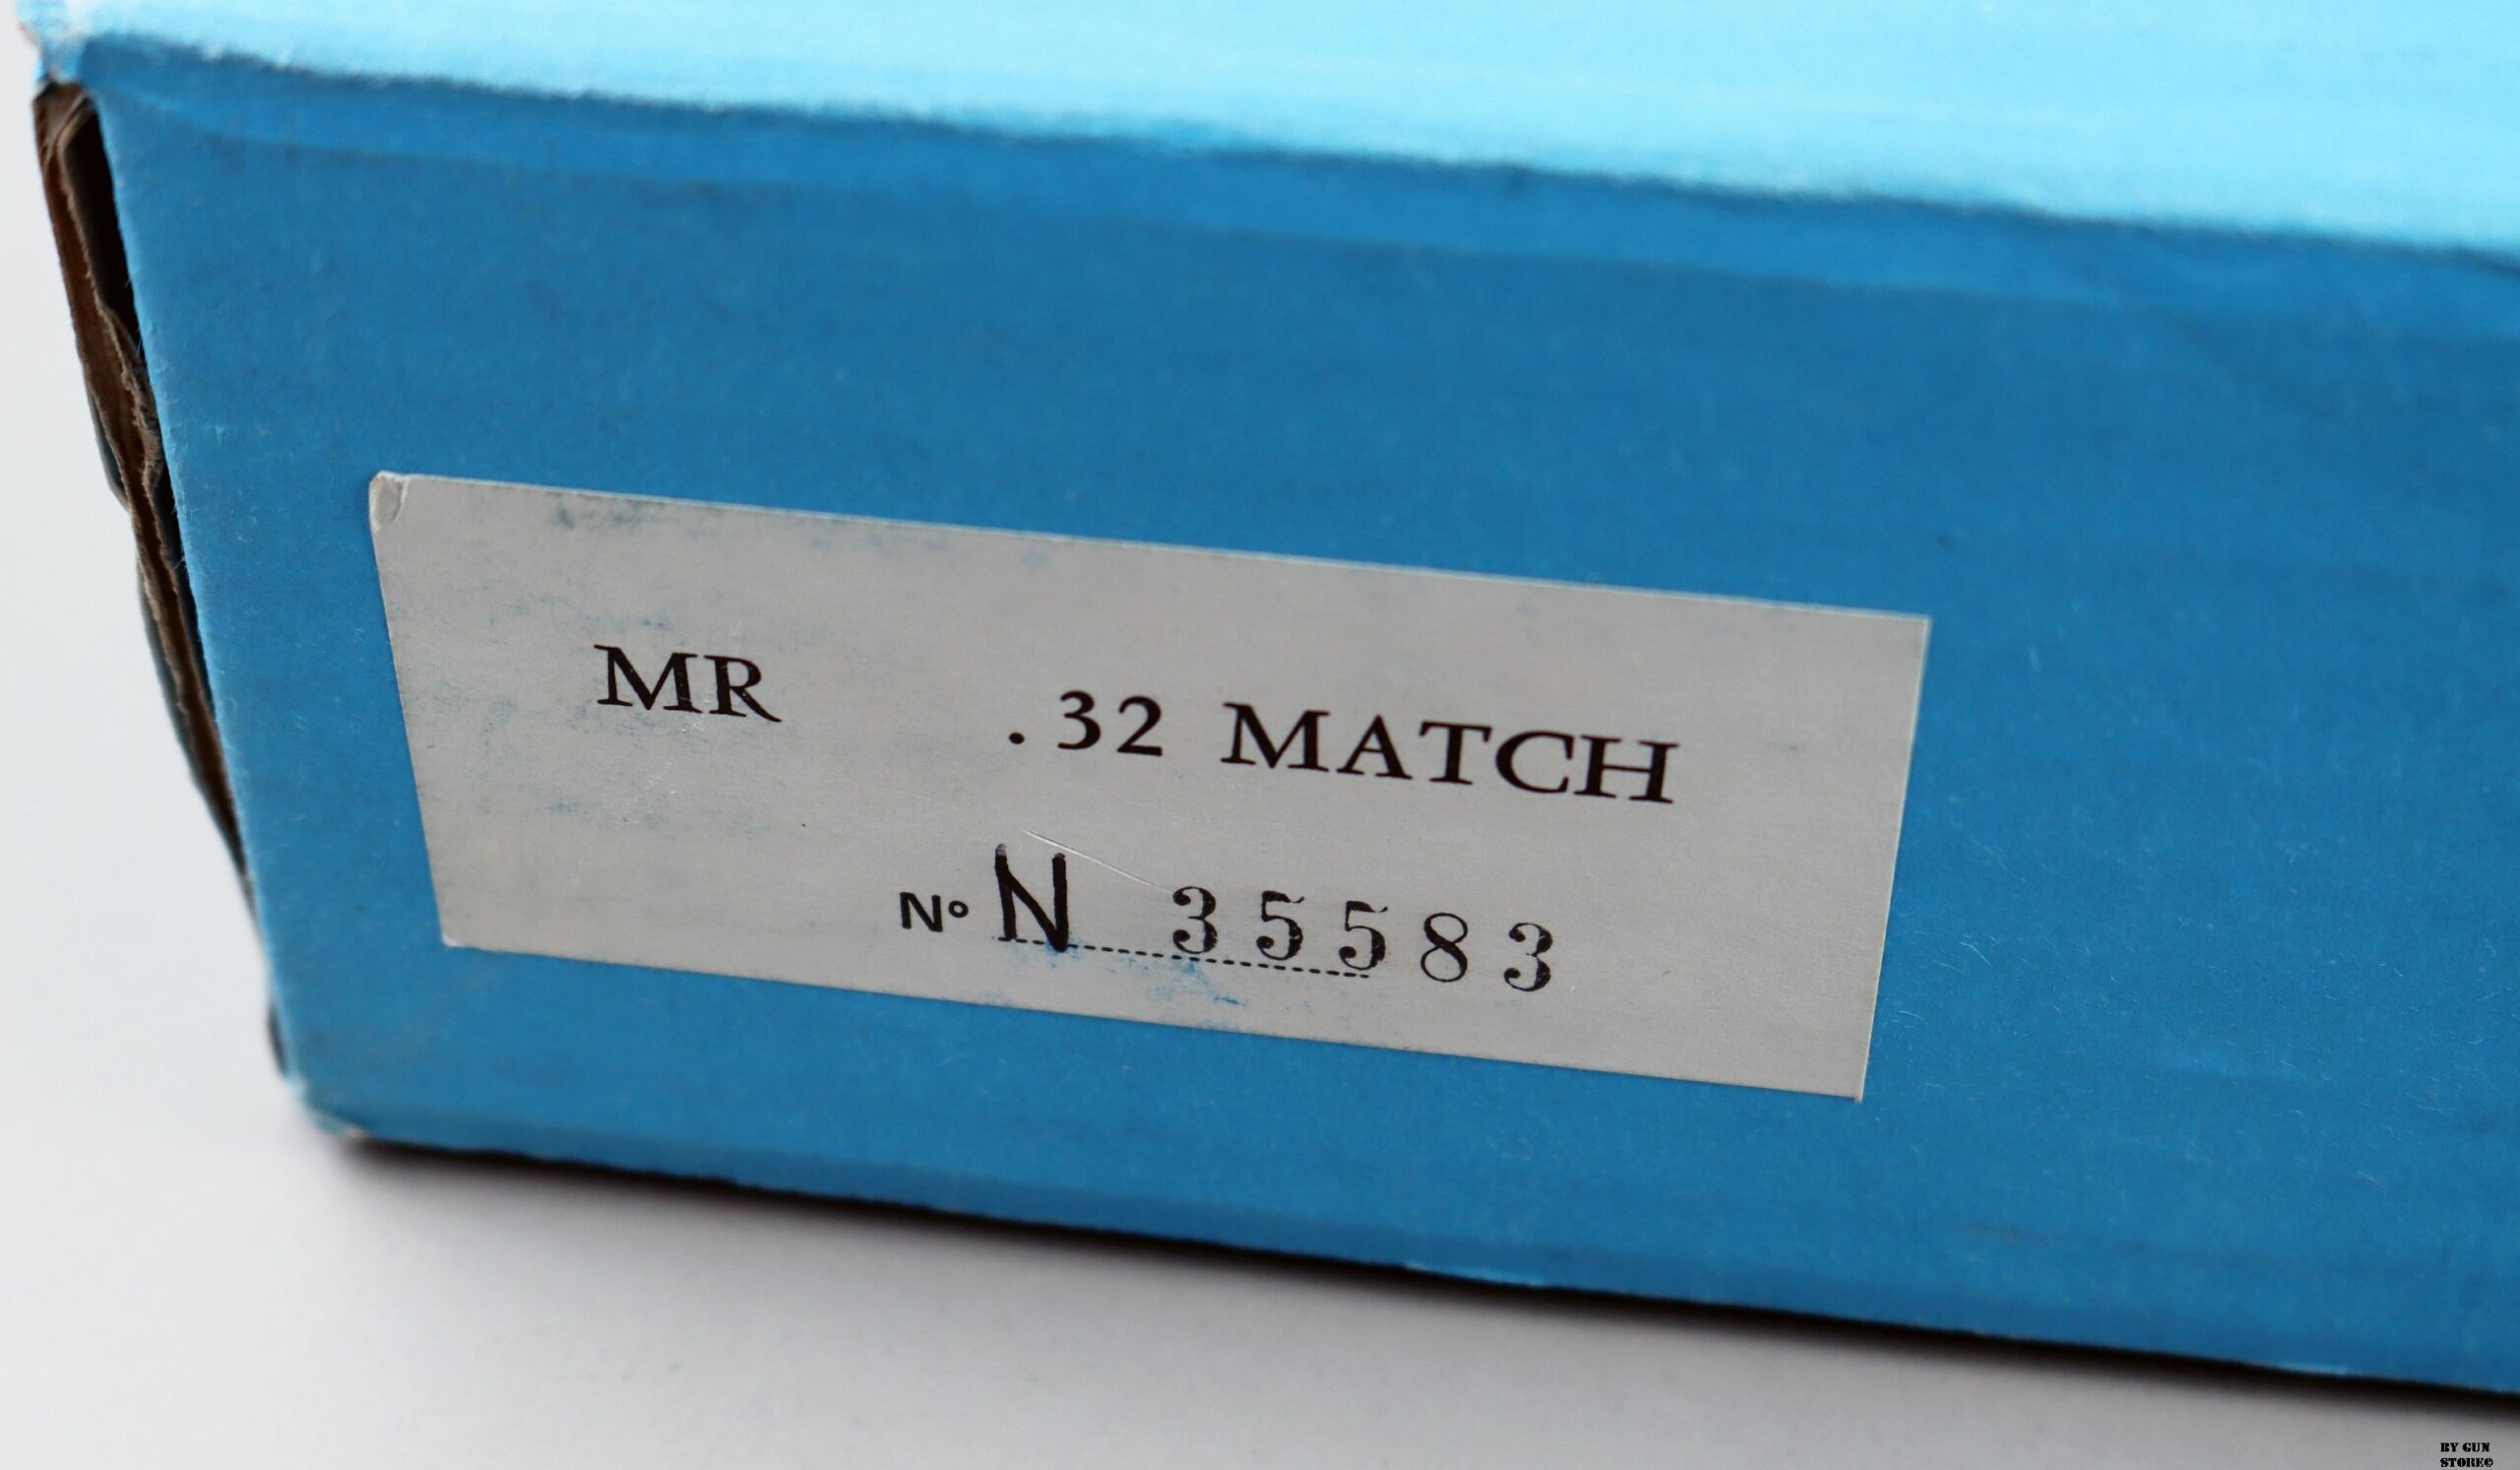 MR .32 MATCH
Nº N 35583
BY GUN
STORE©